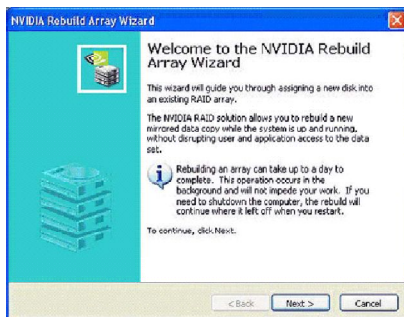 NVIDIA Rebuild Array Wizard
Welcome to the NVIDIA Rebuild
Array Wizard
This wizard will guide you through assigning a new disk into
an existing RAID array.
The NVIDIA RAID solution allows you to rebuild a new
mirrored data copy while the system is up and running,
without disrupting user and application access to the data
set.
Rebuilding an array can take up to a day to
complete. This operation occurs in the
background and will not impede your work. If you
need to shutdown the computer, the rebuild will
continue where it left off when you restart.
To continue, click Next.
< Back
Next >
Cancel